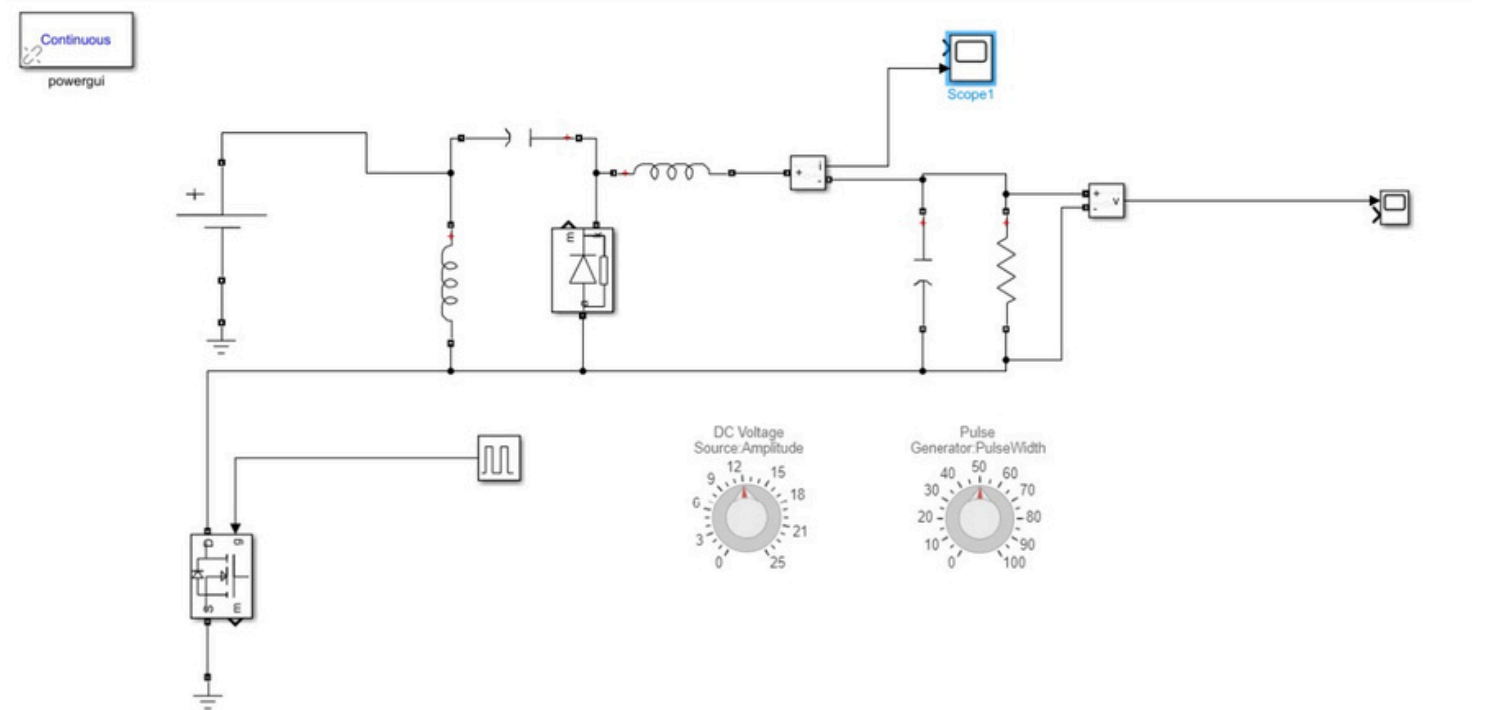 Continuous
powergui
Scope1
+
m
k
a
+
i
-
+
-
v
DC Voltage
Source:Amplitude
0
3
6
9
12
15
18
21
25
Pulse
Generator:PulseWidth
0
10
20
30
40
50
60
70
80
90
100
D
g
S
m